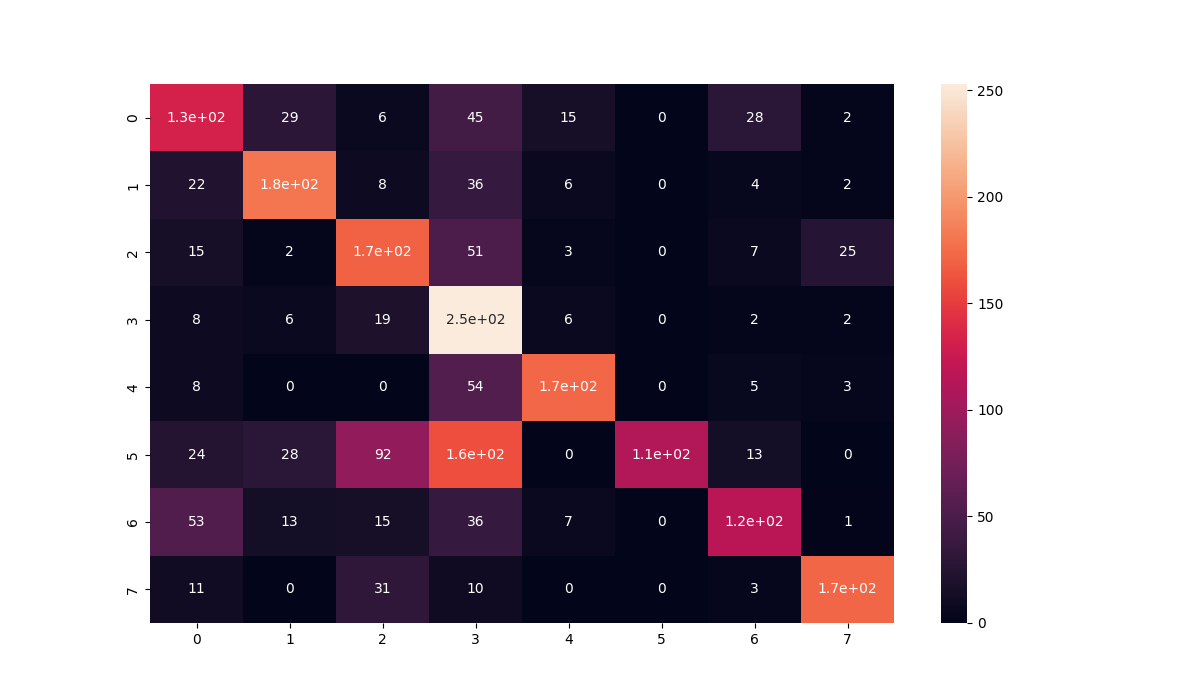 0 1.3e+02 29 6 45 15 0 28 2
1 22 1.8e+02 8 36 6 0 4 2
2 15 2 1.7e+02 51 3 0 7 25
3 8 6 19 2.5e+02 6 0 2 2
4 8 0 0 54 1.7e+02 0 5 3
5 24 28 92 1.6e+02 0 1.1e+02 13 0
6 53 13 15 36 7 0 1.2e+02 1
7 11 0 31 10 0 0 3 1.7e+02
0 1 2 3 4 5 6 7
250
200
150
100
50
0